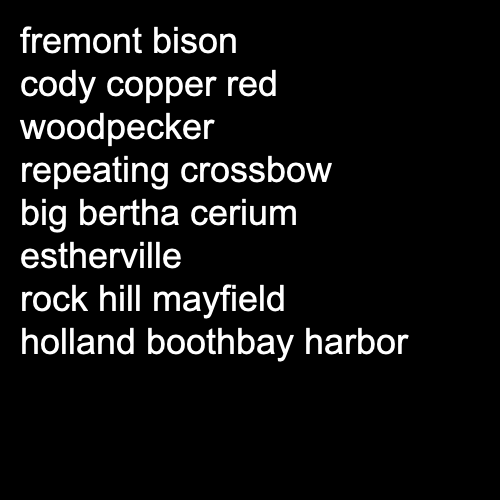 fremont bison
cody copper red
woodpecker
repeating crossbow
big bertha cerium
estherville
rock hill mayfield
holland boothbay harbor